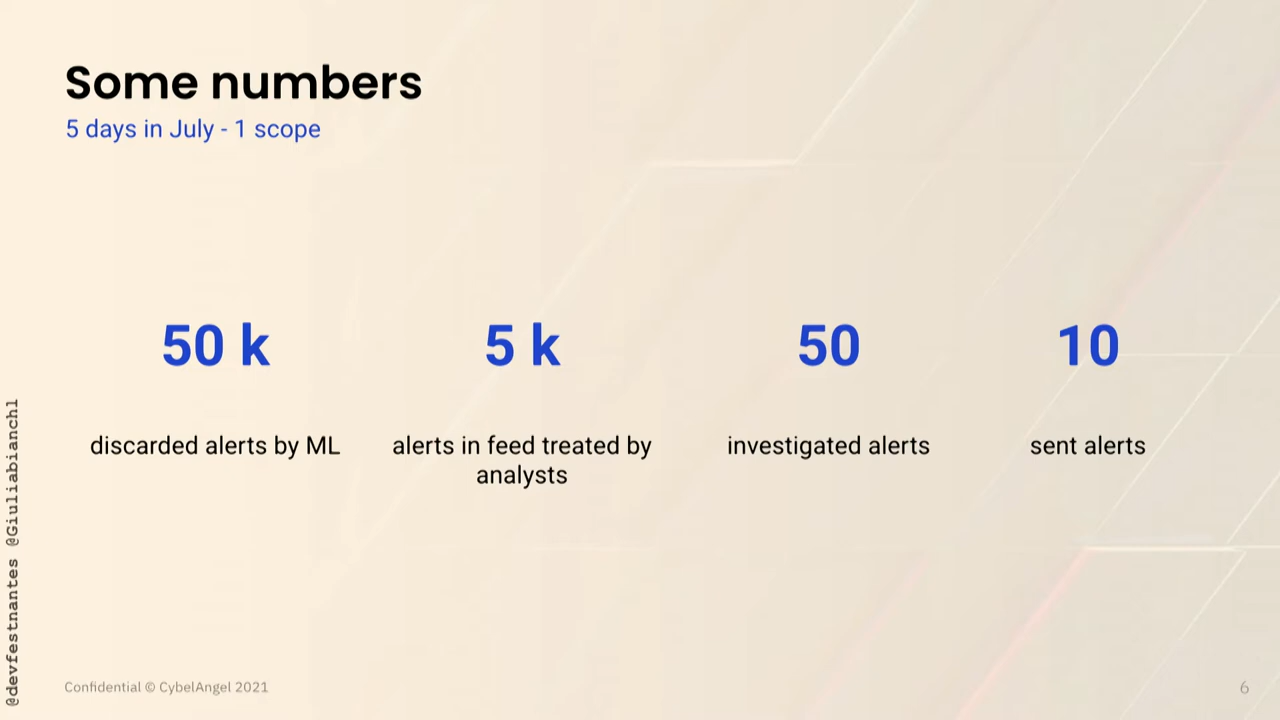 Some numbers
5 days in July - 1 scope
50 k
5 k
50
10
discarded alerts by ML
alerts in feed treated by
analysts
investigated alerts
sent alerts
@devfestnantes @Giuliabianchl
Confidential © CybelAngel 2021
6